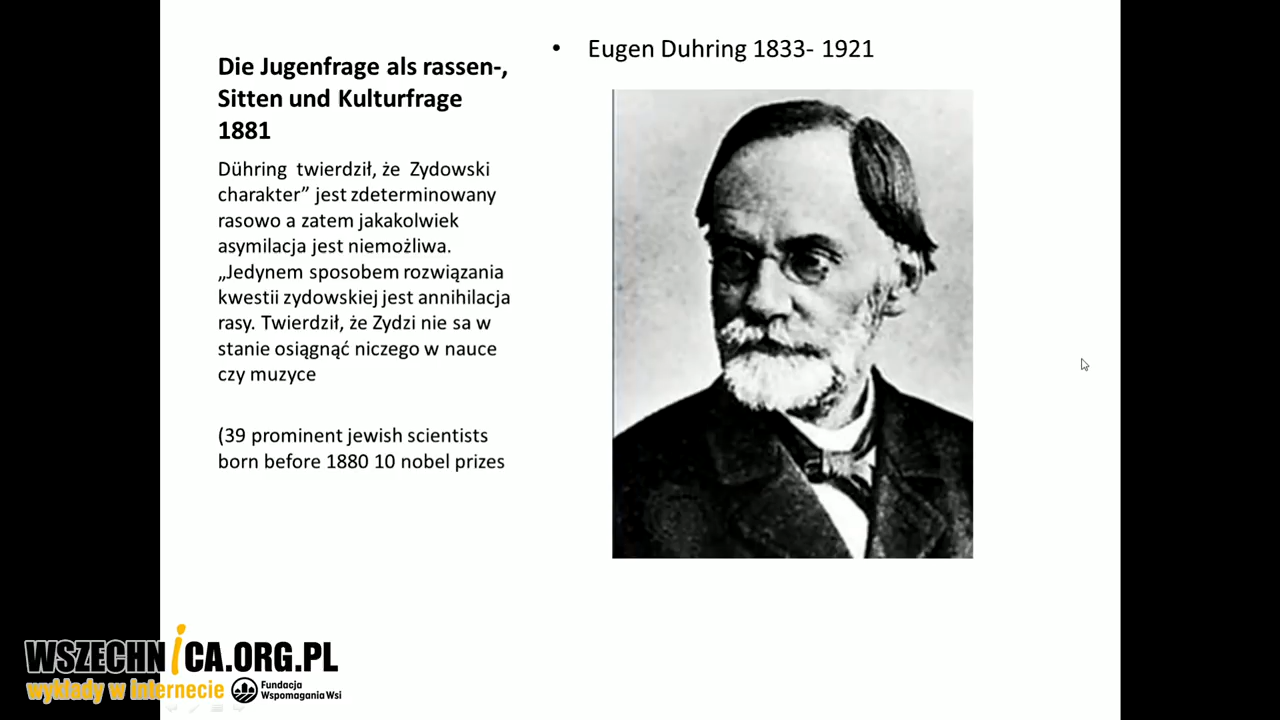 Die Jugenfrage als rassen-,
Sitten und Kulturfrage
1881
Dühring twierdził, że Zydowski
charakter” jest zdeterminowany
rasowo a zatem jakakolwiek
asymilacja jest niemożliwa.
„Jedynem sposobem rozwiązania
kwestii zydowskiej jest annihilacja
rasy. Twierdził, że Zydzi nie sa w
stanie osiągnąć niczego w nauce
czy muzyce
(39 prominent jewish scientists
born before 1880 10 nobel prizes
• Eugen Duhring 1833- 1921
WSZECHNiCA.ORG.PL
wykłady w internecie
Fundacja
Wspomagania Wsi